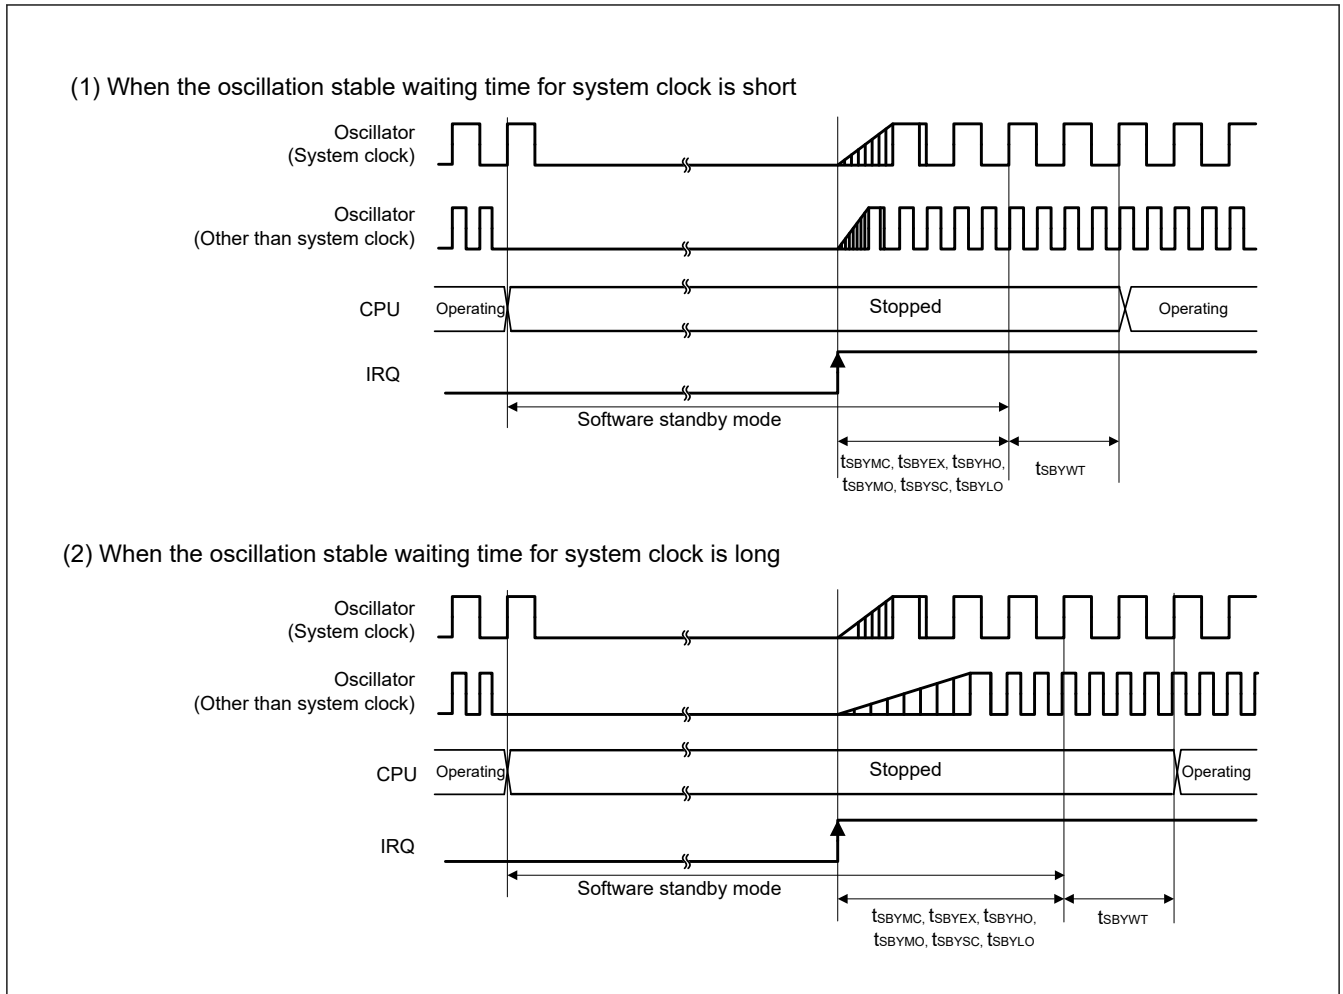 (1) When the oscillation stable waiting time for system clock is short
Oscillator
(System clock)
Oscillator
(Other than system clock)
CPU
Operating
Stopped
Operating
IRQ
Software standby mode
tSBYMC, tSBYEX, tSBYHO,
tSBYMO, tSBYSC, tSBYLO
tSBYWT
(2) When the oscillation stable waiting time for system clock is long
Oscillator
(System clock)
Oscillator
(Other than system clock)
CPU
Operating
Stopped
Operating
IRQ
Software standby mode
tSBYMC, tSBYEX, tSBYHO,
tSBYMO, tSBYSC, tSBYLO
tSBYWT